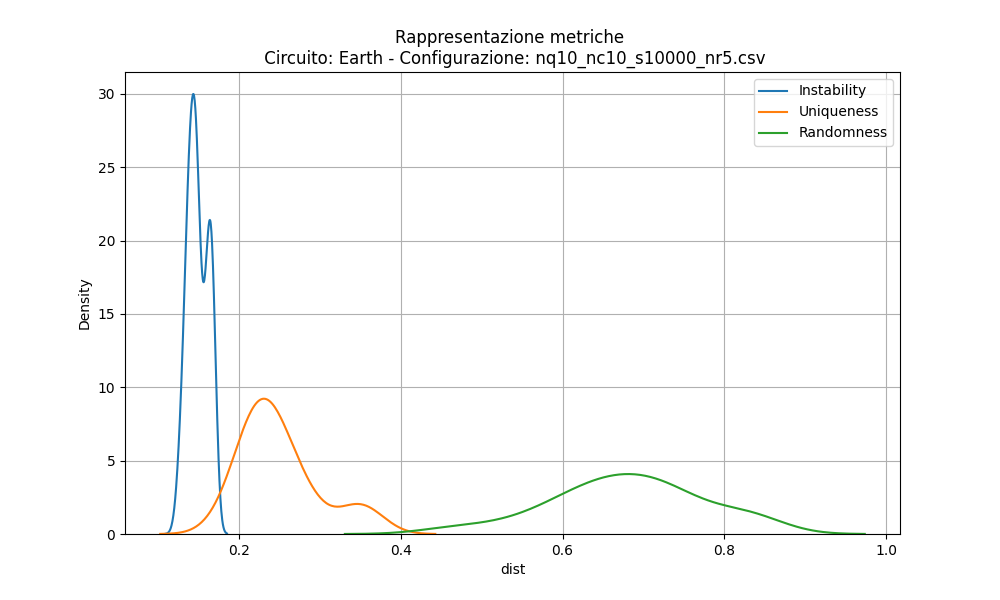 Rappresentazione metriche
Circuito: Earth - Configurazione: nq10_nc10_s10000_nr5.csv
Instability
Uniqueness
Randomness
30
25
20
15
10
5
0
Density
0.2
0.4
0.6
0.8
1.0
dist